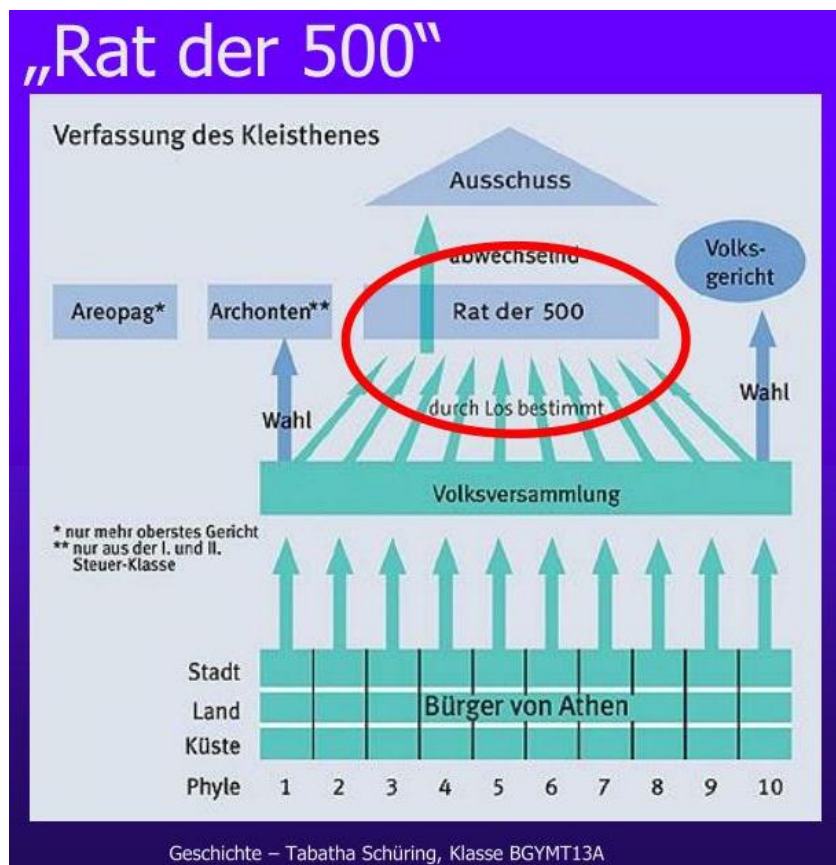 „Rat der 500“
Verfassung des Kleisthenes
Ausschuss
abwechselnd
Volks-
gericht
Areopag*
Archonten**
Rat der 500
Wahl
durch Los bestimmt
Wahl
Volksversammlung
* nur mehr oberstes Gericht
** nur aus der I. und II.
Steuer-Klasse
Stadt
Land
Bürger von Athen
Küste
Phyle 1 2 3 4 5 6 7 8 9 10
Geschichte – Tabatha Schüring, Klasse BGYMT13A